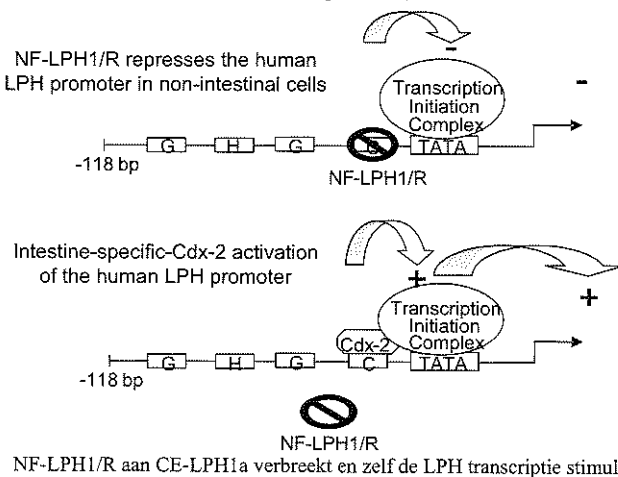 NF-LPH1/R represses the human
LPH promoter in non-intestinal cells
-
Transcription
Initiation
Complex
-
G H G TATA
-118 bp
NF-LPH1/R
Intestine-specific-Cdx-2 activation
of the human LPH promoter
+
+
Transcription
Initiation
Complex
Cdx-2
G H G C TATA
-118 bp
NF-LPH1/R
NF-LPH1/R aan CE-LPH1a verbreekt en zelf de LPH transcriptie stimul